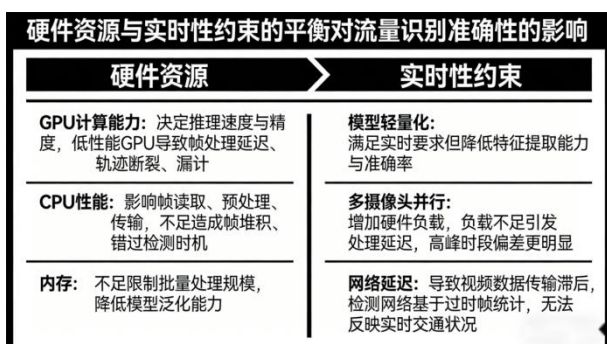 硬件资源与实时性约束的平衡对流量识别准确性的影响
硬件资源
实时性约束
GPU计算能力：决定推理速度与精
度，低性能GPU导致帧处理延迟、
轨迹断裂、漏计
模型轻量化：
满足实时要求但降低特征提取能力
与准确率
CPU性能：影响帧读取、预处理、
传输，不足造成帧堆积、
错过检测时机
多摄像头并行：
增加硬件负载，负载不足引发
处理延迟，高峰时段偏差更明显
内存：不足限制批量处理规模，
降低模型泛化能力
网络延迟：导致视频数据传输滞后，
检测网络基于过时帧统计，无法
反映实时交通状况